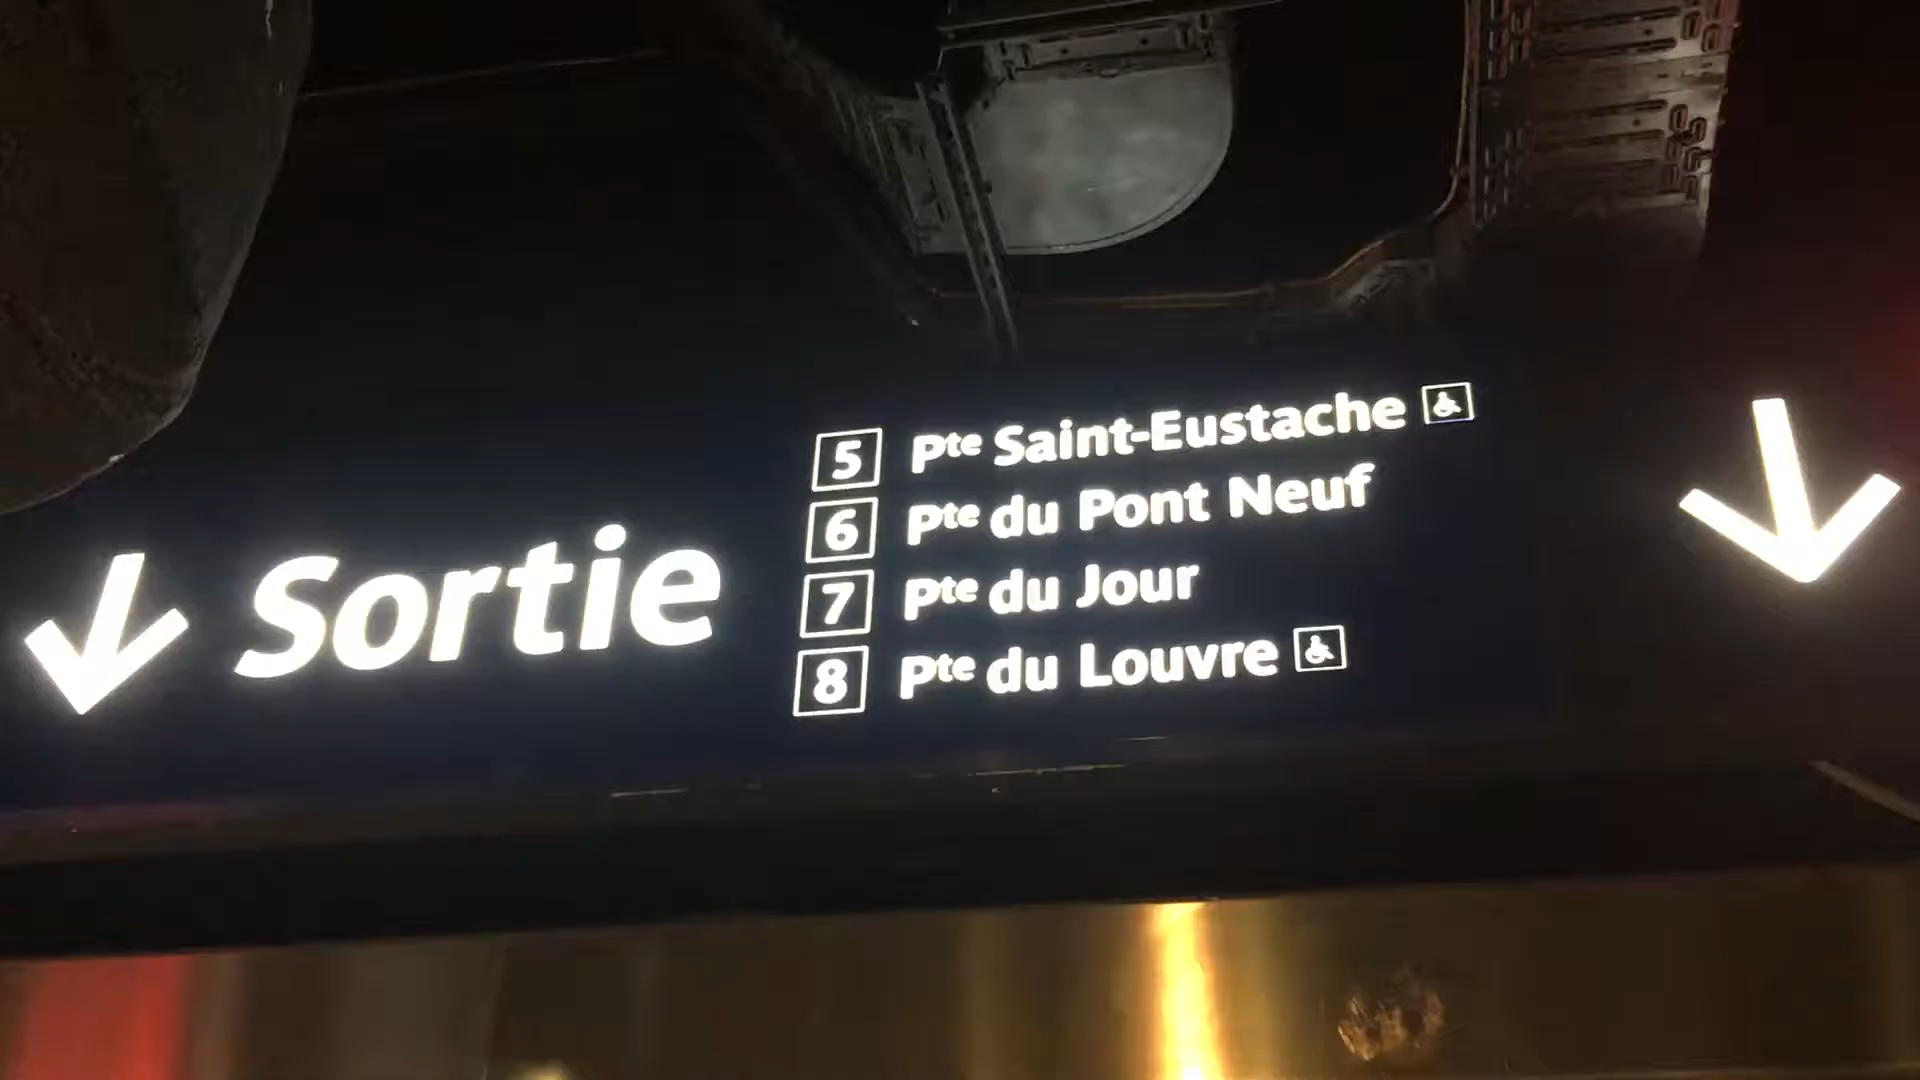 Sortie
5 Pte Saint-Eustache
6 Pte du Pont Neuf
7 Pte du Jour
8 Pte du Louvre